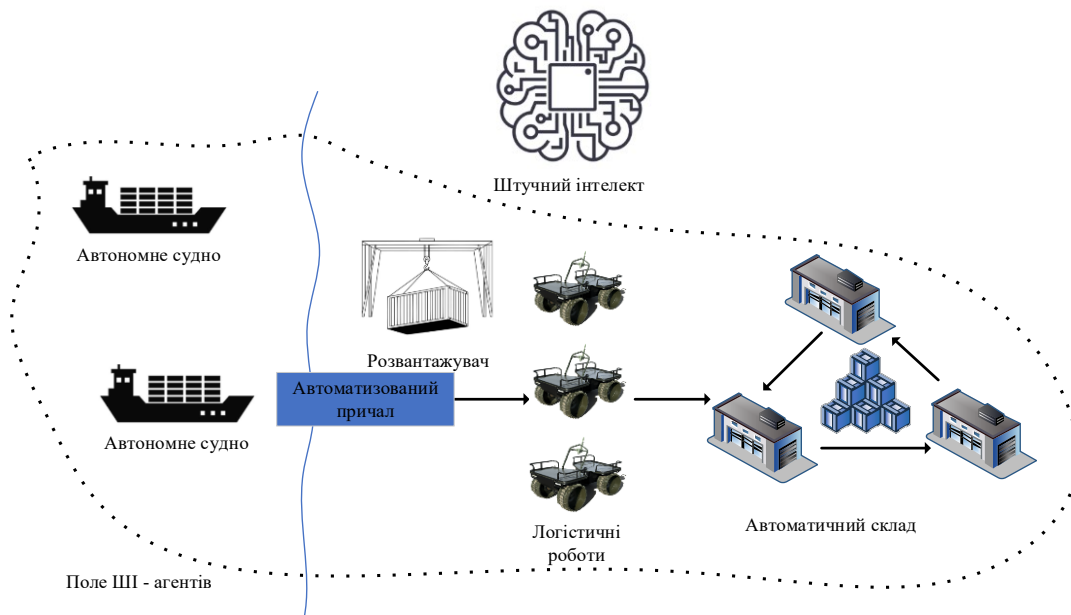 Штучний інтелект
Автономне судно
Розвантажувач
Автоматизований
причал
Автономне судно
Логістичні
роботи
Автоматичний склад
Поле ШІ - агентів